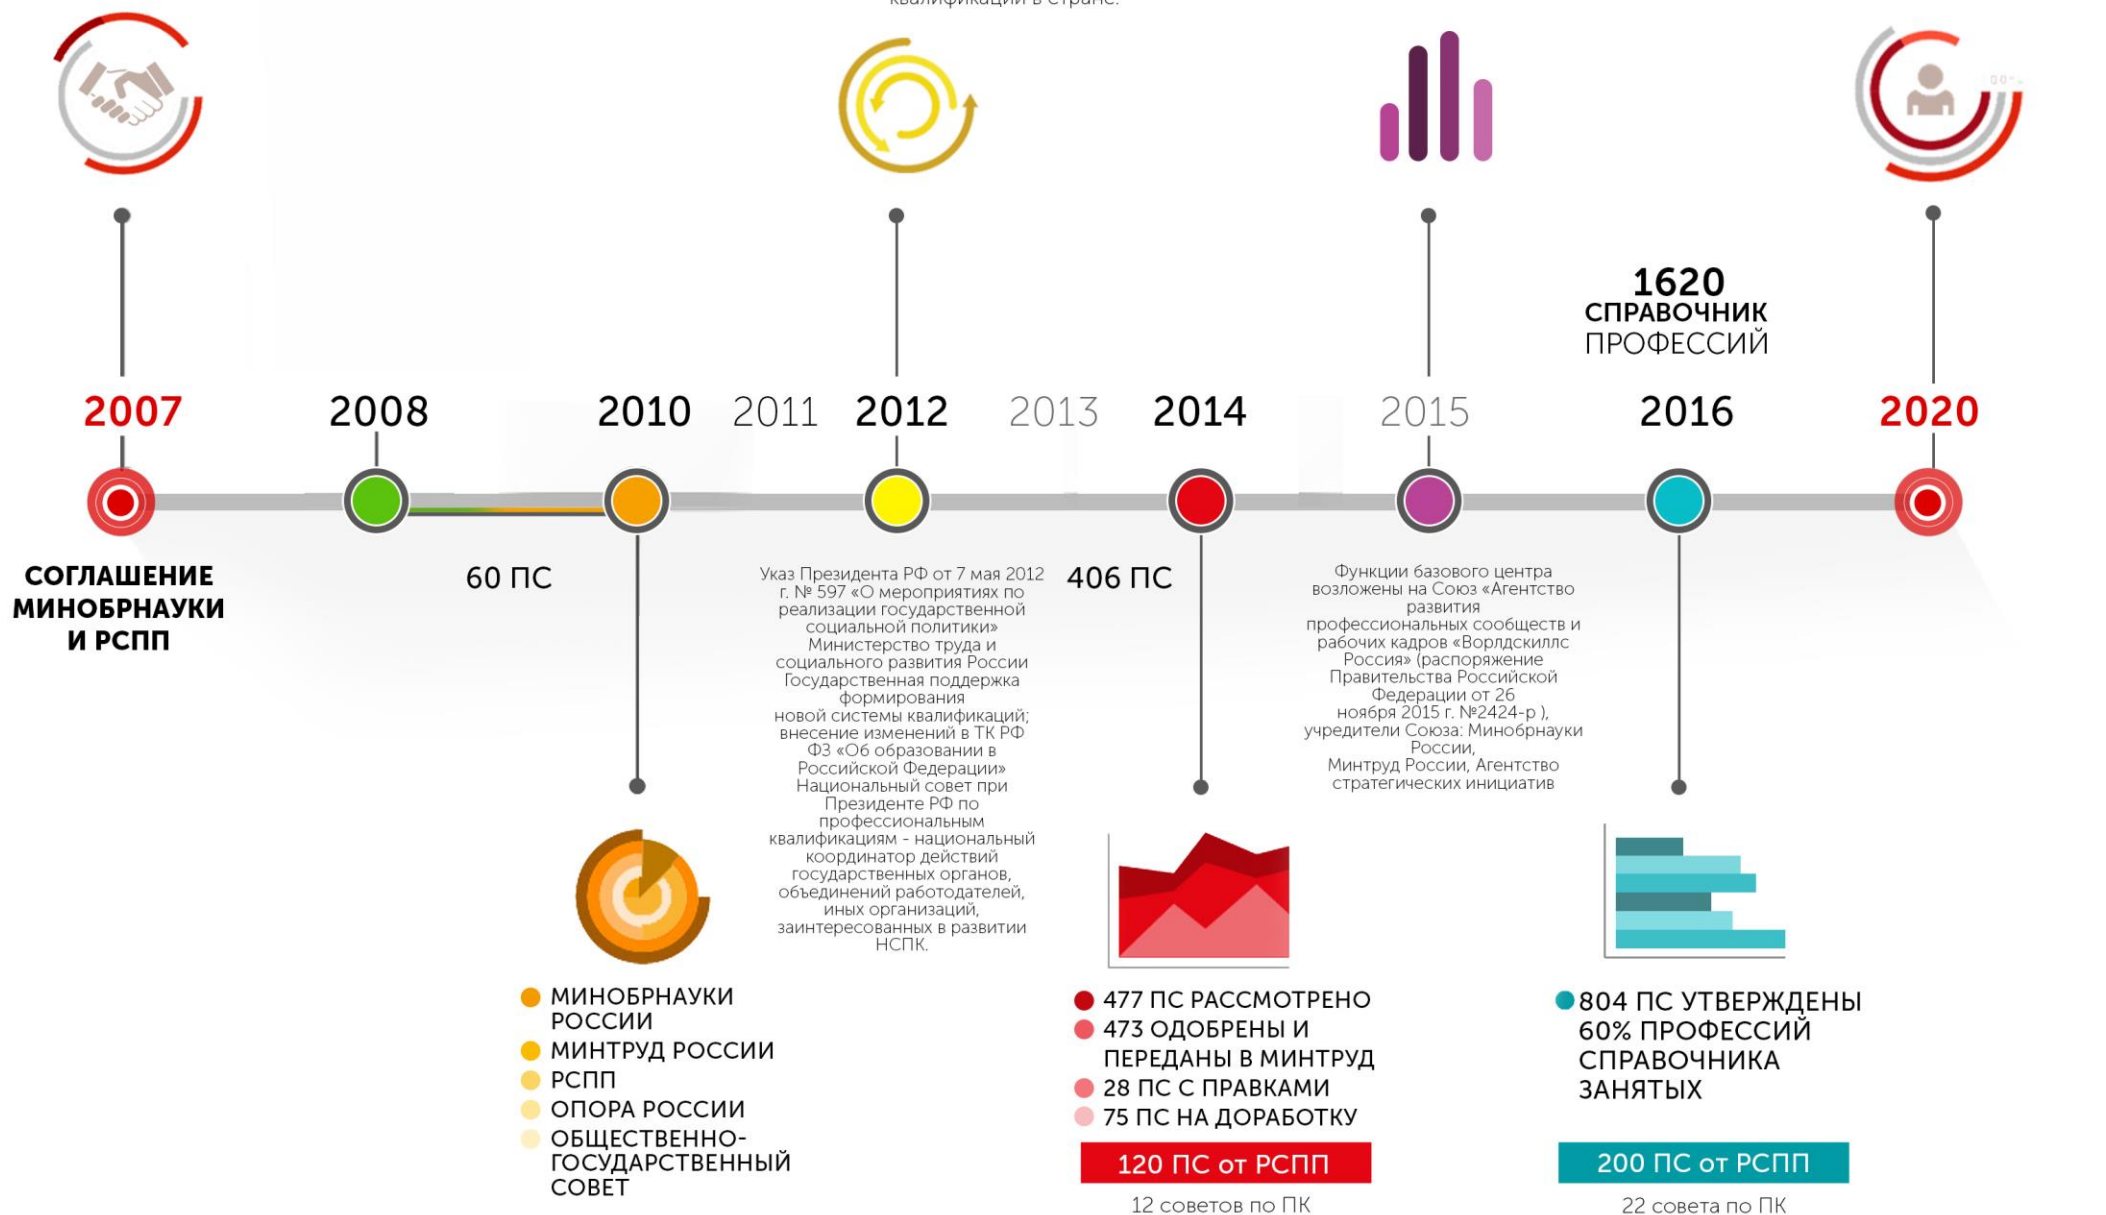 квалификаций в стране.
1620
СПРАВОЧНИК
ПРОФЕССИЙ
2007
2008
2010
2011
2012
2013
2014
2015
2016
2020
СОГЛАШЕНИЕ
МИНОБРНАУКИ
И РСПП
60 ПС
Указ Президента РФ от 7 мая 2012
г. № 597 «О мероприятиях по
реализации государственной
социальной политики»
Министерство труда и
социального развития России
Государственная поддержка
формирования
новой системы квалификаций;
внесение изменений в ТК РФ
ФЗ «Об образовании в
Российской Федерации»
Национальный совет при
Президенте РФ по
профессиональным
квалификациям - национальный
координатор действий
государственных органов,
объединений работодателей,
иных организаций,
заинтересованных в развитии
НСПК.
406 ПС
Функции базового центра
возложены на Союз «Агентство
развития
профессиональных сообществ и
рабочих кадров «Ворлдскиллс
Россия» (распоряжение
Правительства Российской
Федерации от 26
ноября 2015 г. №2424-р ),
учредители Союза: Минобрнауки
России,
Минтруд России, Агентство
стратегических инициатив
МИНОБРНАУКИ
РОССИИ
МИНТРУД РОССИИ
РСПП
ОПОРА РОССИИ
ОБЩЕСТВЕННО-
ГОСУДАРСТВЕННЫЙ
СОВЕТ
477 ПС РАССМОТРЕНО
473 ОДОБРЕНЫ И
ПЕРЕДАНЫ В МИНТРУД
28 ПС С ПРАВКАМИ
75 ПС НА ДОРАБОТКУ
120 ПС от РСПП
12 советов по ПК
804 ПС УТВЕРЖДЕНЫ
60% ПРОФЕССИЙ
СПРАВОЧНИКА
ЗАНЯТЫХ
200 ПС от РСПП
22 совета по ПК